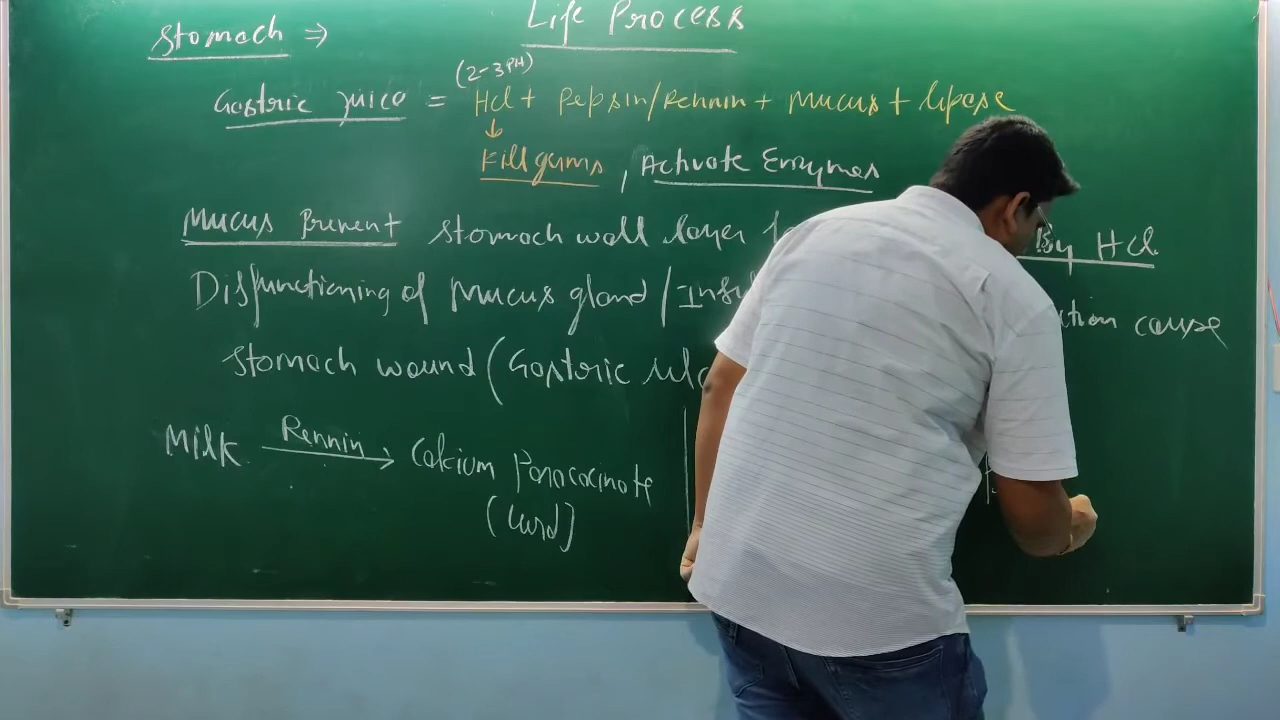 Life Process
Stomach ⇒
(2-3 PH)
Gastric juice = Hcl + Pepsin/Rennin + Mucus + lipase
↓
Kill germs, Activate Enzymes
Mucus Prevent stomach wall layer By Hcl
Disfunctioning of Mucus gland / cause
stomach wound (Gastric
Milk Rennin → Calcium Paracacinate
(Curd)